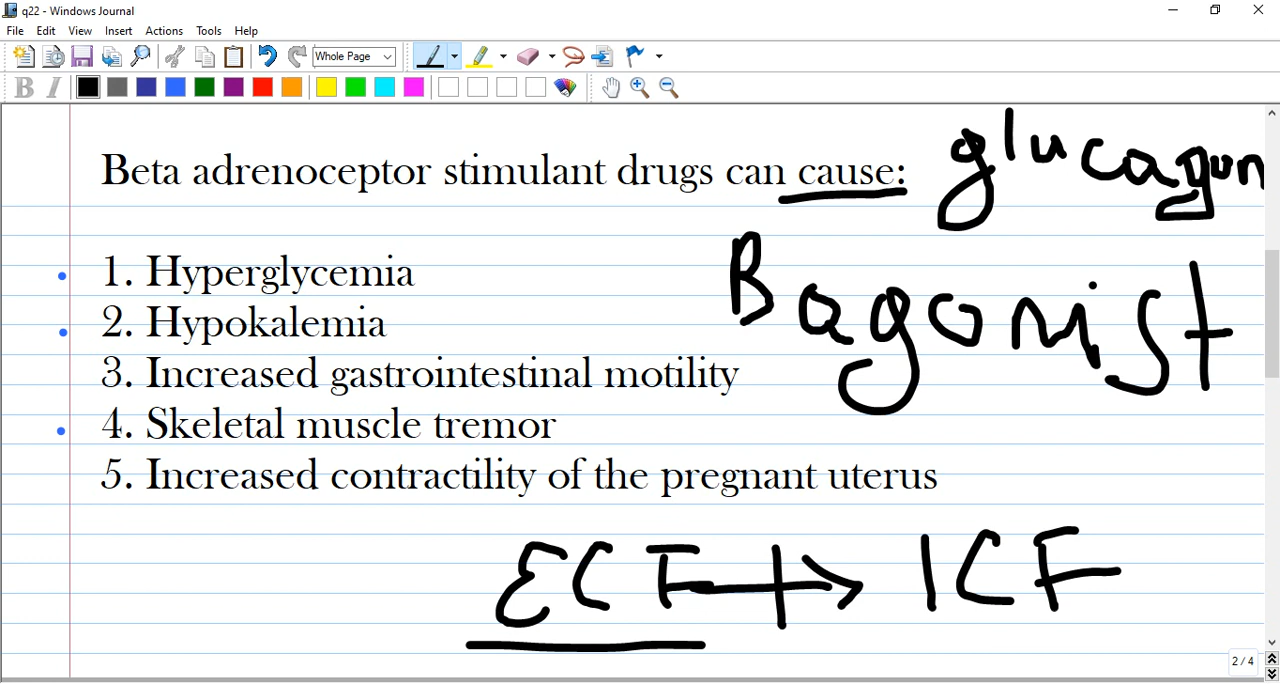 q22 - Windows Journal
File Edit View Insert Actions Tools Help
Whole Page
B I
Beta adrenoceptor stimulant drugs can cause:
glucagon
1. Hyperglycemia
B agonist
2. Hypokalemia
3. Increased gastrointestinal motility
4. Skeletal muscle tremor
5. Increased contractility of the pregnant uterus
ECF → ICF
2 / 4